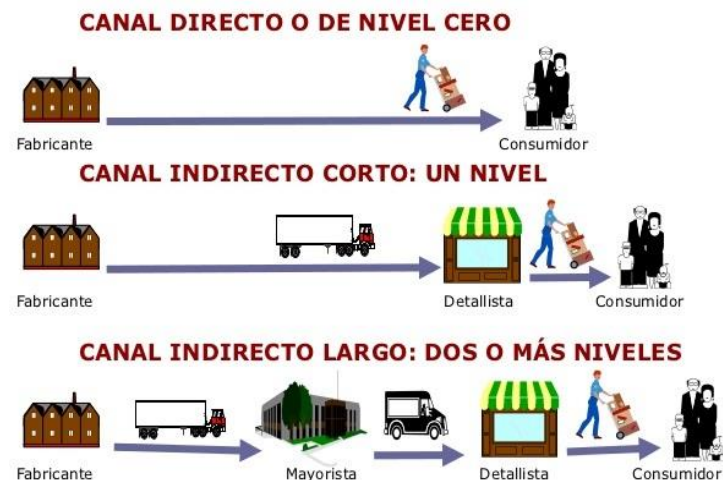 CANAL DIRECTO O DE NIVEL CERO
Fabricante Consumidor
CANAL INDIRECTO CORTO: UN NIVEL
Fabricante Detallista Consumidor
CANAL INDIRECTO LARGO: DOS O MÁS NIVELES
Fabricante Mayorista Detallista Consumidor